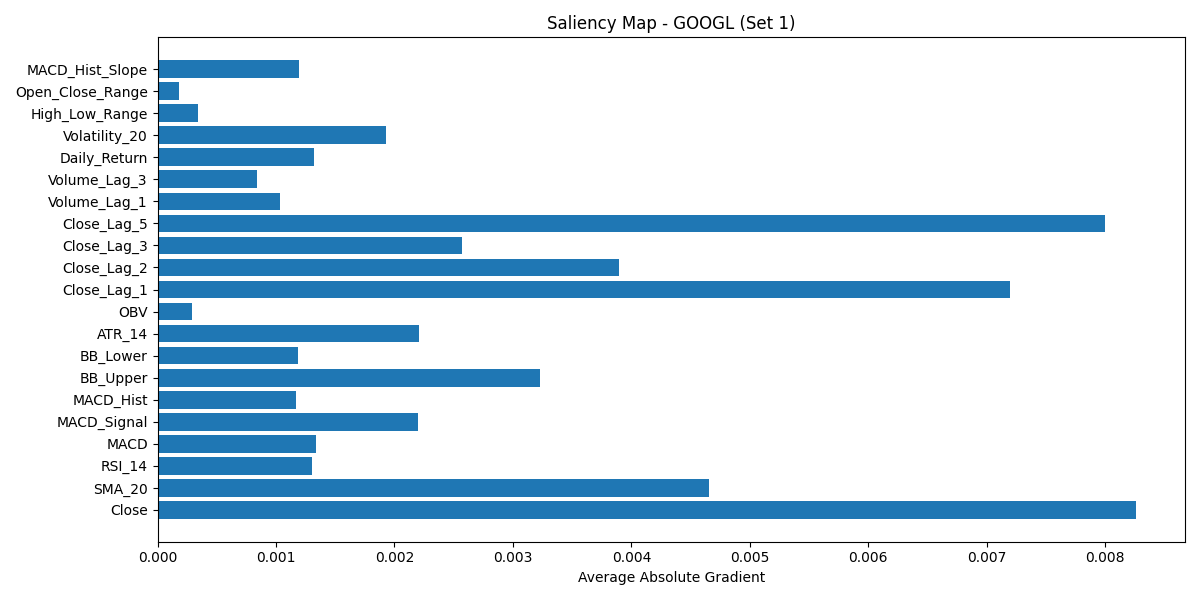 Saliency Map - GOOGL (Set 1)
MACD_Hist_Slope
Open_Close_Range
High_Low_Range
Volatility_20
Daily_Return
Volume_Lag_3
Volume_Lag_1
Close_Lag_5
Close_Lag_3
Close_Lag_2
Close_Lag_1
OBV
ATR_14
BB_Lower
BB_Upper
MACD_Hist
MACD_Signal
MACD
RSI_14
SMA_20
Close
0.000 0.001 0.002 0.003 0.004 0.005 0.006 0.007 0.008
Average Absolute Gradient